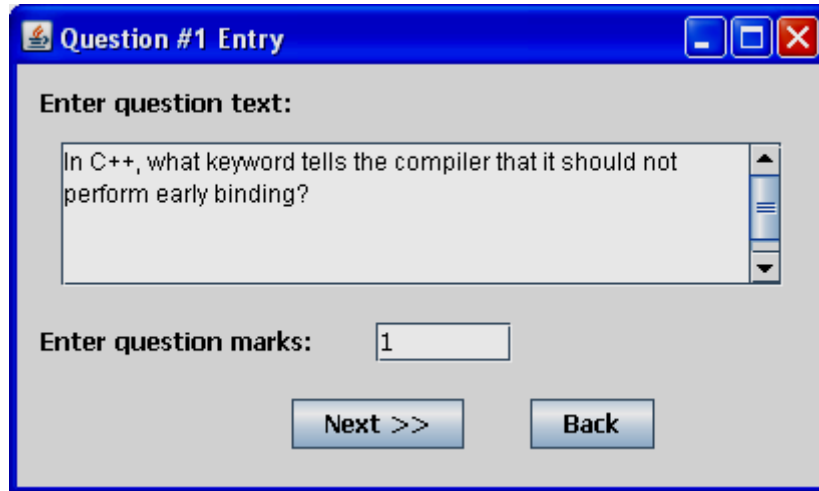 Question #1 Entry
Enter question text:
In C++, what keyword tells the compiler that it should not
perform early binding?
Enter question marks:
1
Next >>
Back